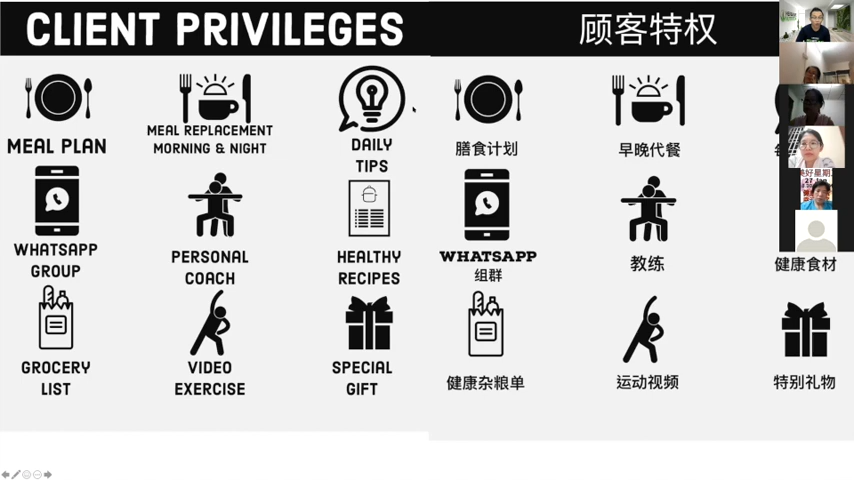 CLIENT PRIVILEGES
MEAL PLAN
MEAL REPLACEMENT
MORNING & NIGHT
DAILY
TIPS
WHATSAPP
GROUP
PERSONAL
COACH
HEALTHY
RECIPES
GROCERY
LIST
VIDEO
EXERCISE
SPECIAL
GIFT
顾客特权
膳食计划
早晚代餐
WHATSAPP
组群
教练
健康食材
健康杂粮单
运动视频
特别礼物